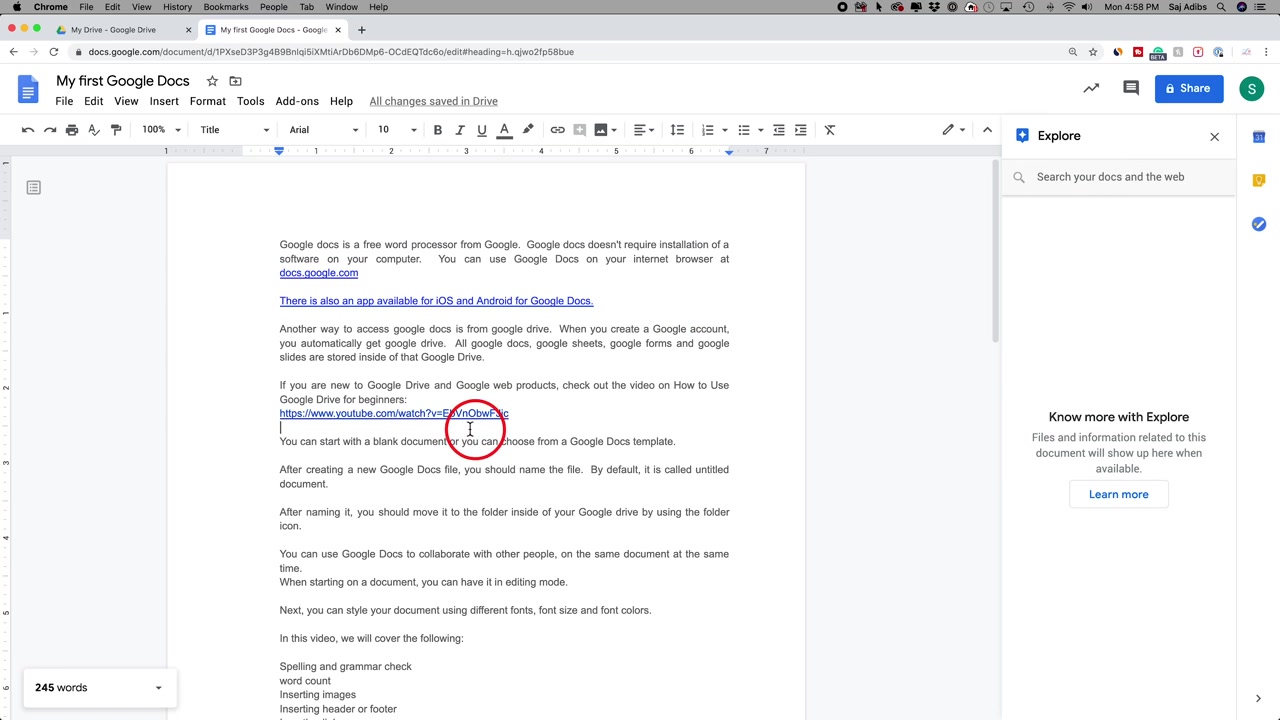 Chrome File Edit View History Bookmarks People Tab Window Help Mon 4:58 PM Saj Adibs
My Drive - Google Drive
My first Google Docs - Google
docs.google.com/document/d/1PXseD3P3g4B9BnIqi5iXMtiArDb6DMp6-OCdEQTdc6o/edit#heading=h.qjwo2fp58bue
BETA
My first Google Docs
File Edit View Insert Format Tools Add-ons Help All changes saved in Drive
Share
S
100% Title Arial 10 B I U A
1 1 2 3 4 5 6 7
Explore
Search your docs and the web
Google docs is a free word processor from Google. Google docs doesn't require installation of a
software on your computer. You can use Google Docs on your internet browser at
docs.google.com
There is also an app available for iOS and Android for Google Docs.
Another way to access google docs is from google drive. When you create a Google account,
you automatically get google drive. All google docs, google sheets, google forms and google
slides are stored inside of that Google Drive.
If you are new to Google Drive and Google web products, check out the video on How to Use
Google Drive for beginners:
You can start with a blank document or you can choose from a Google Docs template.
After creating a new Google Docs file, you should name the file. By default, it is called untitled
document.
After naming it, you should move it to the folder inside of your Google drive by using the folder
icon.
You can use Google Docs to collaborate with other people, on the same document at the same
time.
When starting on a document, you can have it in editing mode.
Next, you can style your document using different fonts, font size and font colors.
In this video, we will cover the following:
Spelling and grammar check
word count
Inserting images
Inserting header or footer
245 words
Know more with Explore
Files and information related to this
document will show up here when
available.
Learn more
31